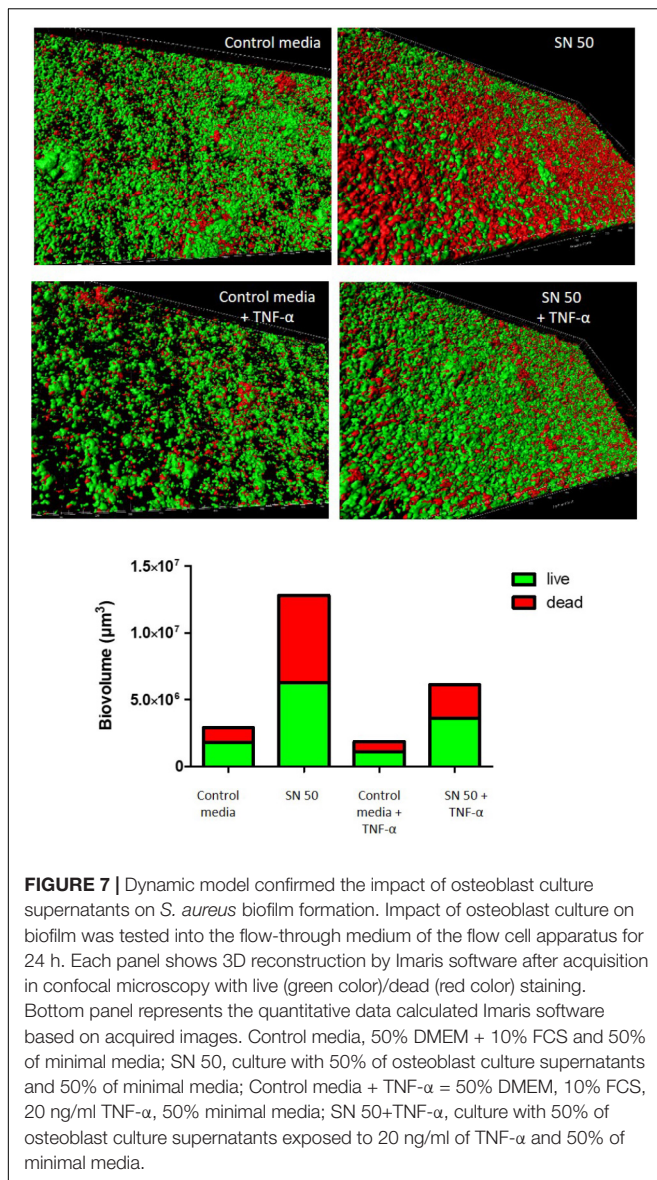 Control media
SN 50
Control media
+ TNF-α
SN 50
+ TNF-α
1.5×10⁷
1.0×10⁷
5.0×10⁶
0
Biovolume (µm³)
live
dead
Control
media
SN 50
Control
media +
TNF-α
SN 50 +
TNF-α
FIGURE 7 | Dynamic model confirmed the impact of osteoblast culture
supernatants on S. aureus biofilm formation. Impact of osteoblast culture on
biofilm was tested into the flow-through medium of the flow cell apparatus for
24 h. Each panel shows 3D reconstruction by Imaris software after acquisition
in confocal microscopy with live (green color)/dead (red color) staining.
Bottom panel represents the quantitative data calculated Imaris software
based on acquired images. Control media, 50% DMEM + 10% FCS and 50%
of minimal media; SN 50, culture with 50% of osteoblast culture supernatants
and 50% of minimal media; Control media + TNF-α = 50% DMEM, 10% FCS,
20 ng/ml TNF-α, 50% minimal media; SN 50+TNF-α, culture with 50% of
osteoblast culture supernatants exposed to 20 ng/ml of TNF-α and 50% of
minimal media.